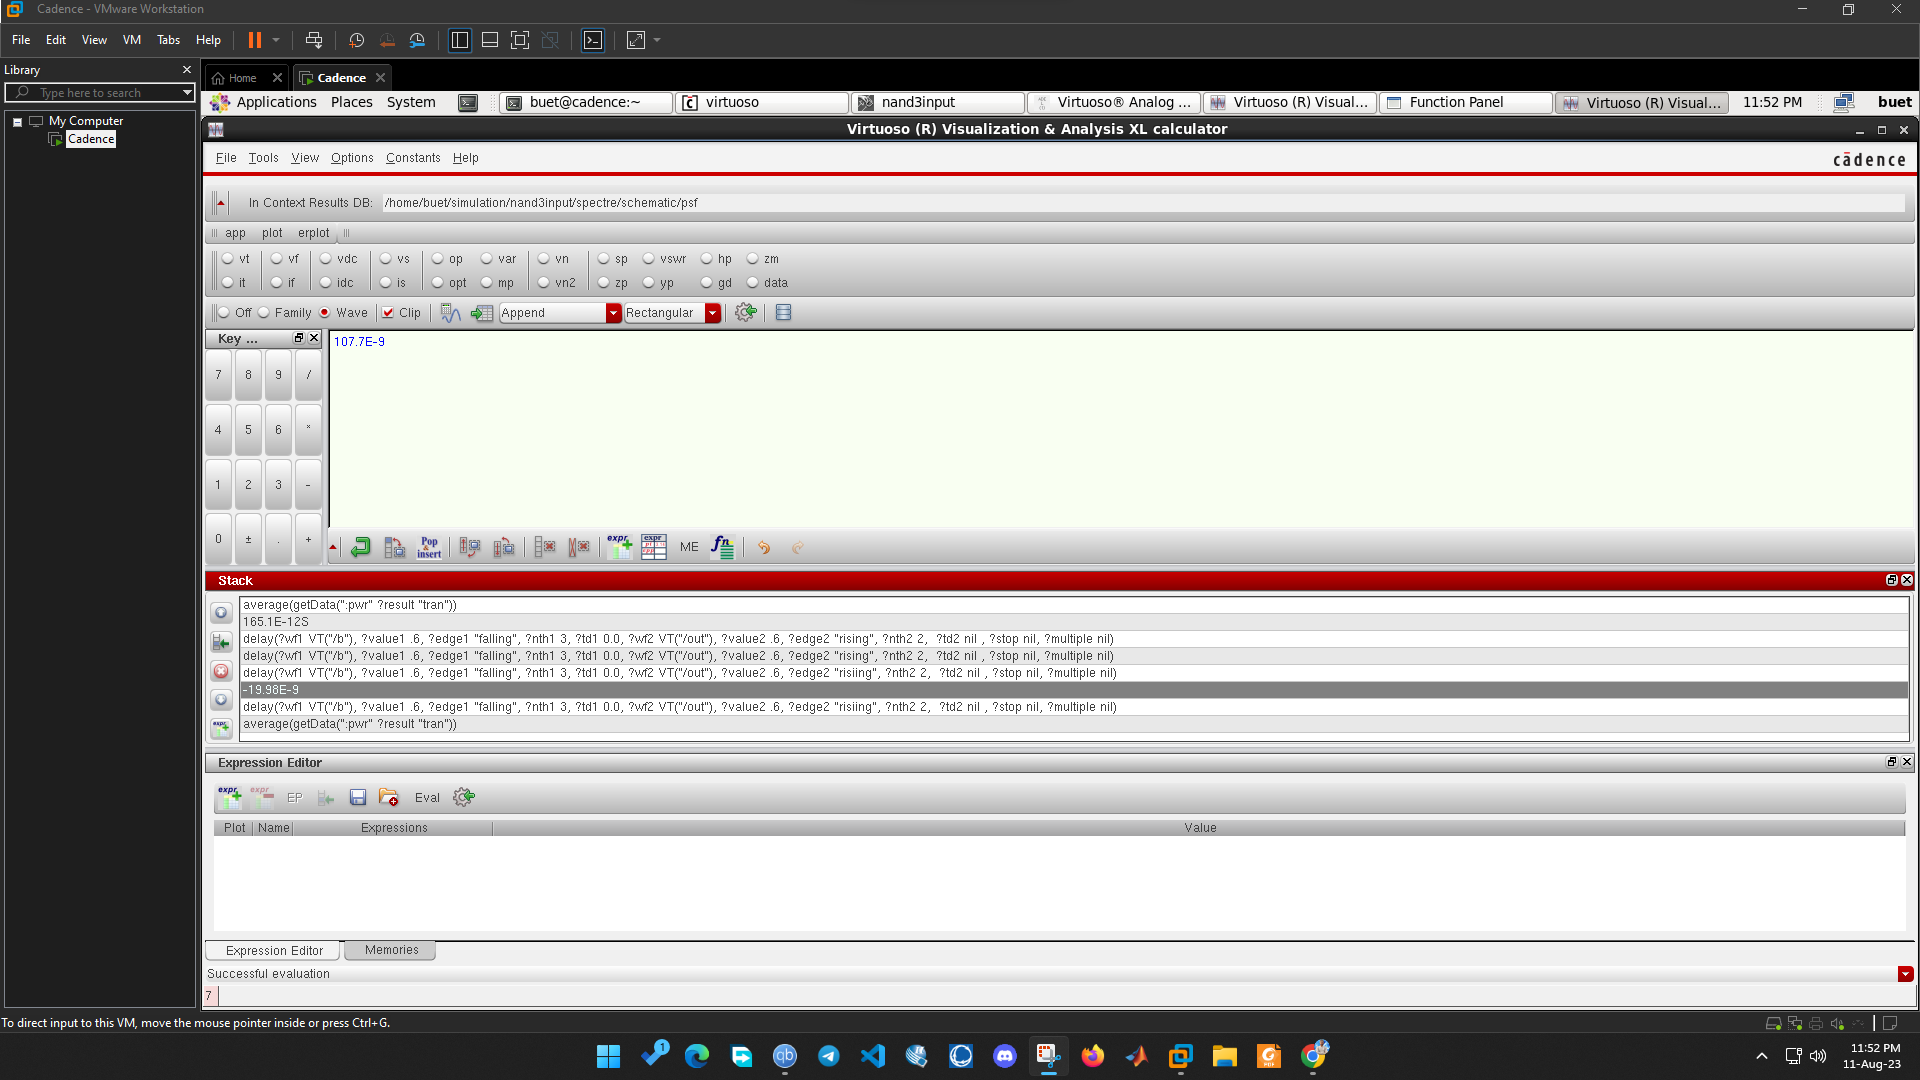 Cadence - VMware Workstation
File Edit View VM Tabs Help
Library
Home Cadence
Type here to search
Applications Places System buet@cadence:~ virtuoso nand3input Virtuoso® Analog ... Virtuoso (R) Visual... Function Panel Virtuoso (R) Visual... 11:52 PM buet
My Computer
Cadence
Virtuoso (R) Visualization & Analysis XL calculator
File Tools View Options Constants Help
cādence
In Context Results DB: /home/buet/simulation/nand3input/spectre/schematic/psf
app plot erplot
vt vf vdc vs op var vn sp vswr hp zm
it if idc is opt mp vn2 zp yp gd data
Off Family Wave Clip Append Rectangular
Key ...
107.7E-9
7 8 9 /
4 5 6 *
1 2 3 -
0 ± . +
Pop & insert expr expr ME fn
Stack
average(getData(":pwr" ?result "tran"))
165.1E-12S
delay(?wf1 VT("/b"), ?value1 .6, ?edge1 "falling", ?nth1 3, ?td1 0.0, ?wf2 VT("/out"), ?value2 .6, ?edge2 "rising", ?nth2 2,  ?td2 nil , ?stop nil, ?multiple nil)
delay(?wf1 VT("/b"), ?value1 .6, ?edge1 "falling", ?nth1 3, ?td1 0.0, ?wf2 VT("/out"), ?value2 .6, ?edge2 "rising", ?nth2 2,  ?td2 nil , ?stop nil, ?multiple nil)
delay(?wf1 VT("/b"), ?value1 .6, ?edge1 "falling", ?nth1 3, ?td1 0.0, ?wf2 VT("/out"), ?value2 .6, ?edge2 "risiing", ?nth2 2,  ?td2 nil , ?stop nil, ?multiple nil)
-19.98E-9
delay(?wf1 VT("/b"), ?value1 .6, ?edge1 "falling", ?nth1 3, ?td1 0.0, ?wf2 VT("/out"), ?value2 .6, ?edge2 "risiing", ?nth2 2,  ?td2 nil , ?stop nil, ?multiple nil)
average(getData(":pwr" ?result "tran"))
expr
Expression Editor
expr expr EP Eval
Plot Name Expressions Value
Expression Editor Memories
Successful evaluation
7
To direct input to this VM, move the mouse pointer inside or press Ctrl+G.
1
qb
PDF
11:52 PM
11-Aug-23